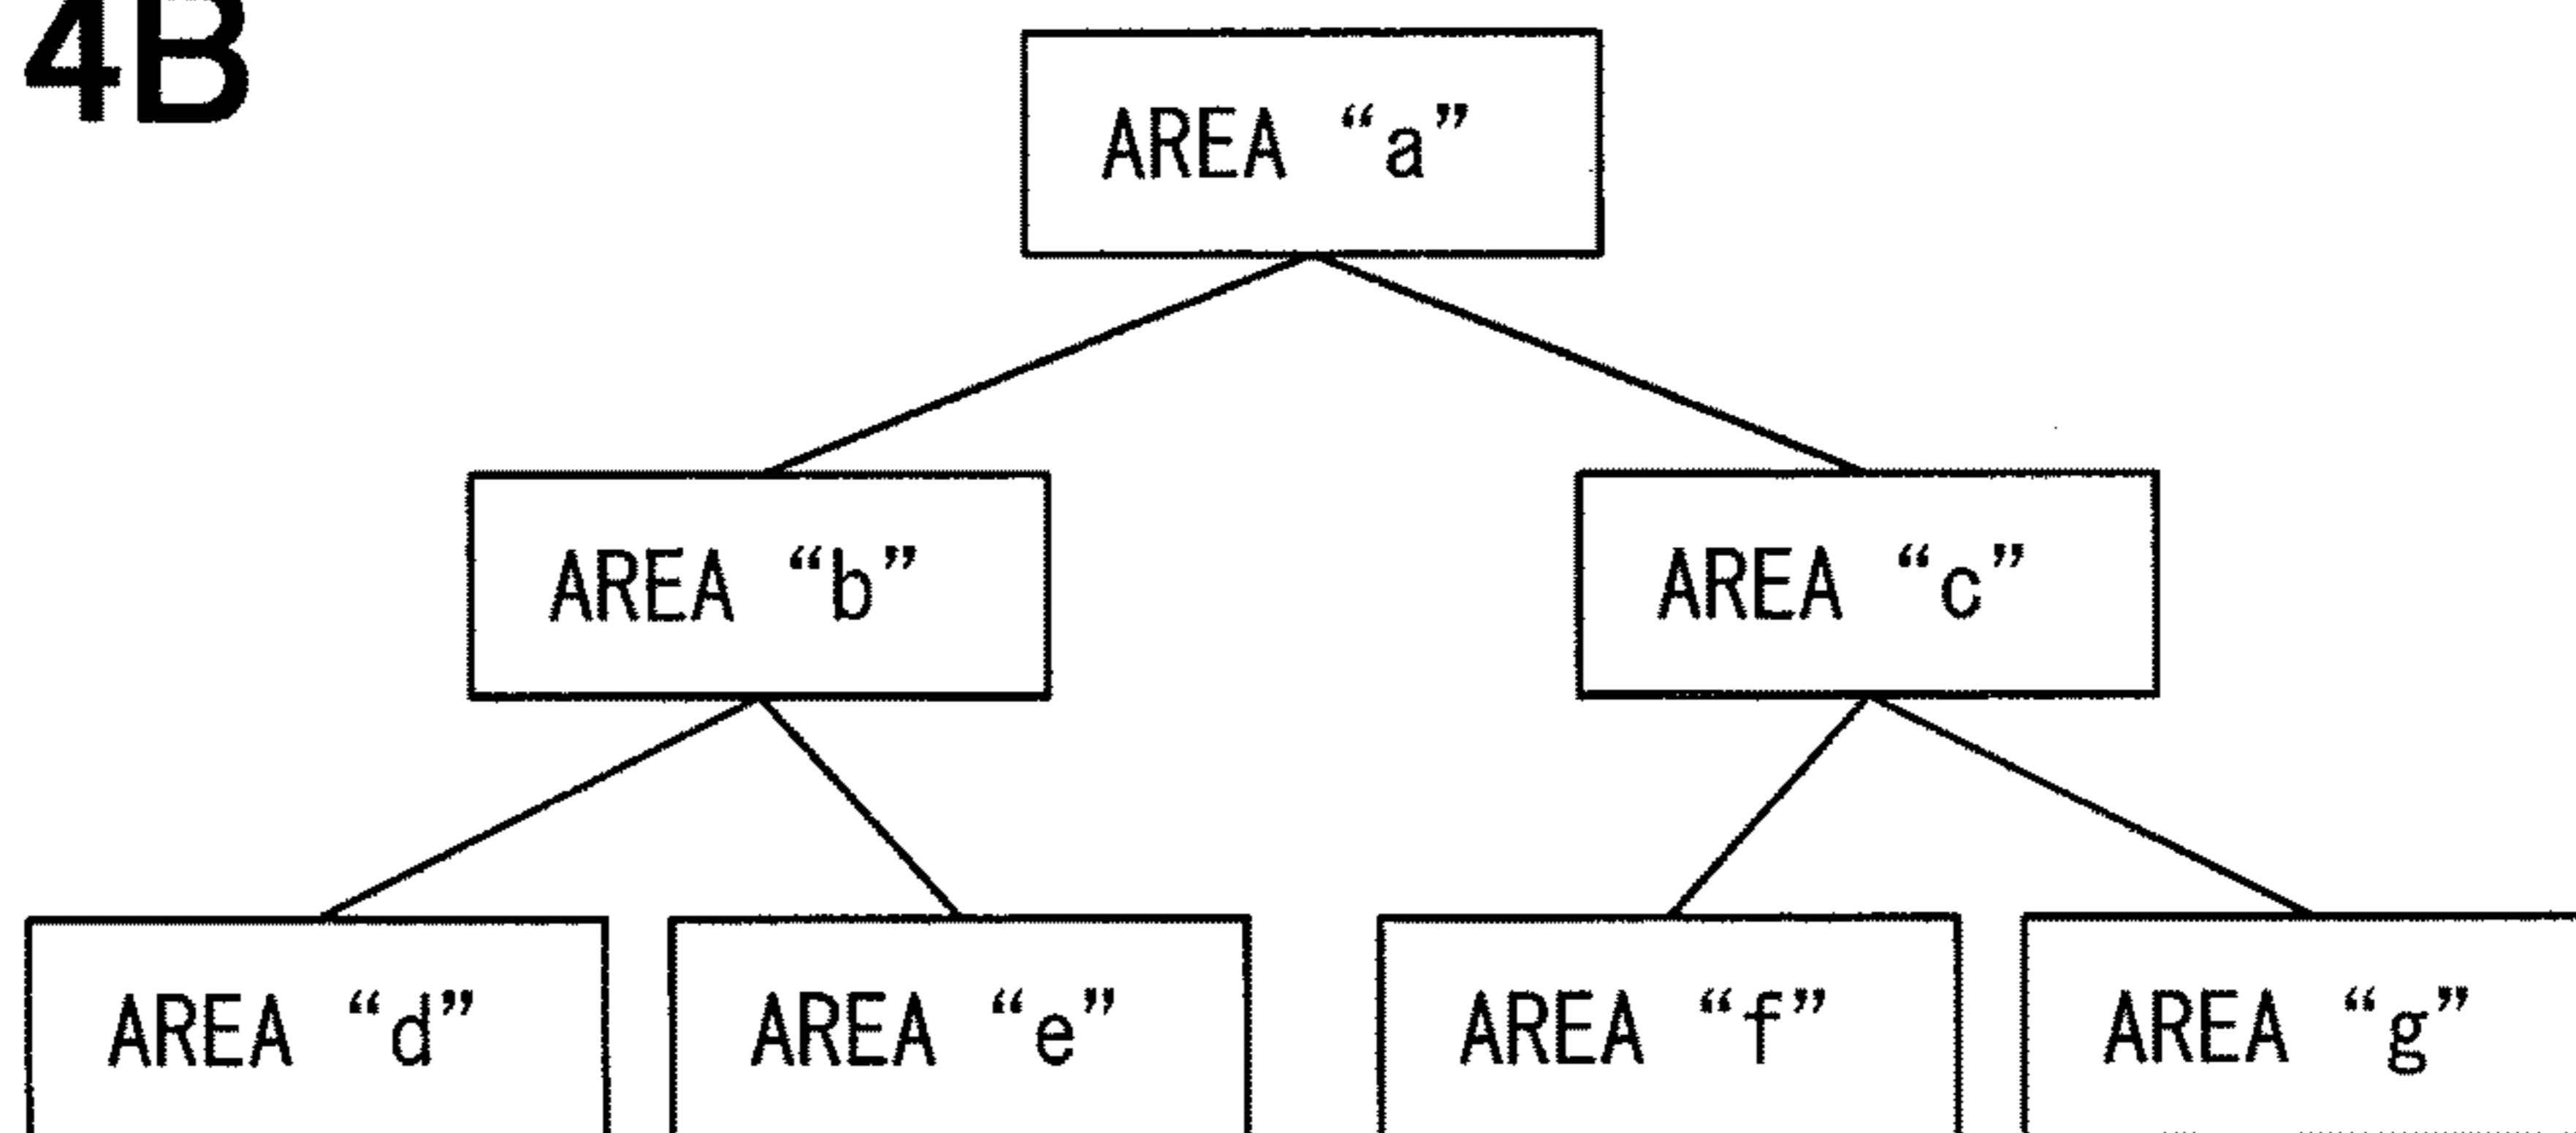 4B
AREA “a”
AREA “b” AREA “c”
AREA “d” AREA “e” AREA “f” AREA “g”